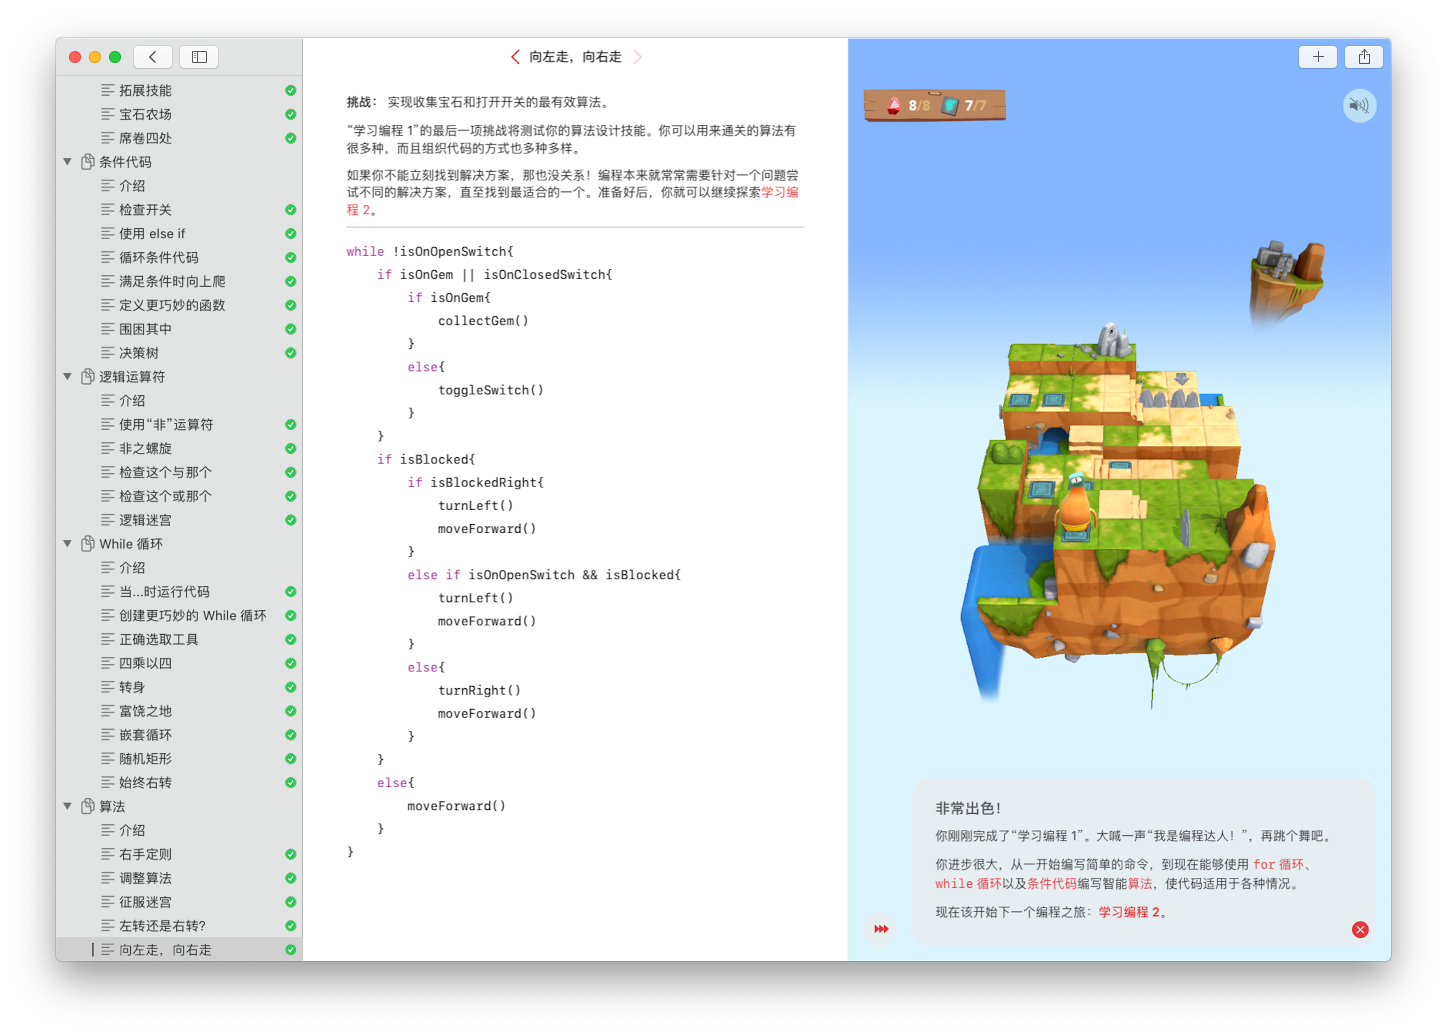 拓展技能
宝石农场
席卷四处
条件代码
介绍
检查开关
使用 else if
循环条件代码
满足条件时向上爬
定义更巧妙的函数
围困其中
决策树
逻辑运算符
介绍
使用“非”运算符
非之螺旋
检查这个与那个
检查这个或那个
逻辑迷宫
While 循环
介绍
当...时运行代码
创建更巧妙的 While 循环
正确选取工具
四乘以四
转身
富饶之地
嵌套循环
随机矩形
始终右转
算法
介绍
右手定则
调整算法
征服迷宫
左转还是右转?
向左走，向右走
向左走，向右走
挑战： 实现收集宝石和打开开关的最有效算法。
“学习编程 1”的最后一项挑战将测试你的算法设计技能。你可以用来通关的算法有
很多种，而且组织代码的方式也多种多样。
如果你不能立刻找到解决方案，那也没关系！编程本来就常常需要针对一个问题尝
试不同的解决方案，直至找到最适合的一个。准备好后，你就可以继续探索学习编
程 2。
while !isOnOpenSwitch{
    if isOnGem || isOnClosedSwitch{
        if isOnGem{
            collectGem()
        }
        else{
            toggleSwitch()
        }
    }
    if isBlocked{
        if isBlockedRight{
            turnLeft()
            moveForward()
        }
        else if isOnOpenSwitch && isBlocked{
            turnLeft()
            moveForward()
        }
        else{
            turnRight()
            moveForward()
        }
    }
    else{
        moveForward()
    }
}
8/8 7/7
非常出色！
你刚刚完成了“学习编程 1”。大喊一声“我是编程达人！”，再跳个舞吧。
你进步很大，从一开始编写简单的命令，到现在能够使用 for 循环、
while 循环以及条件代码编写智能算法，使代码适用于各种情况。
现在该开始下一个编程之旅：学习编程 2。